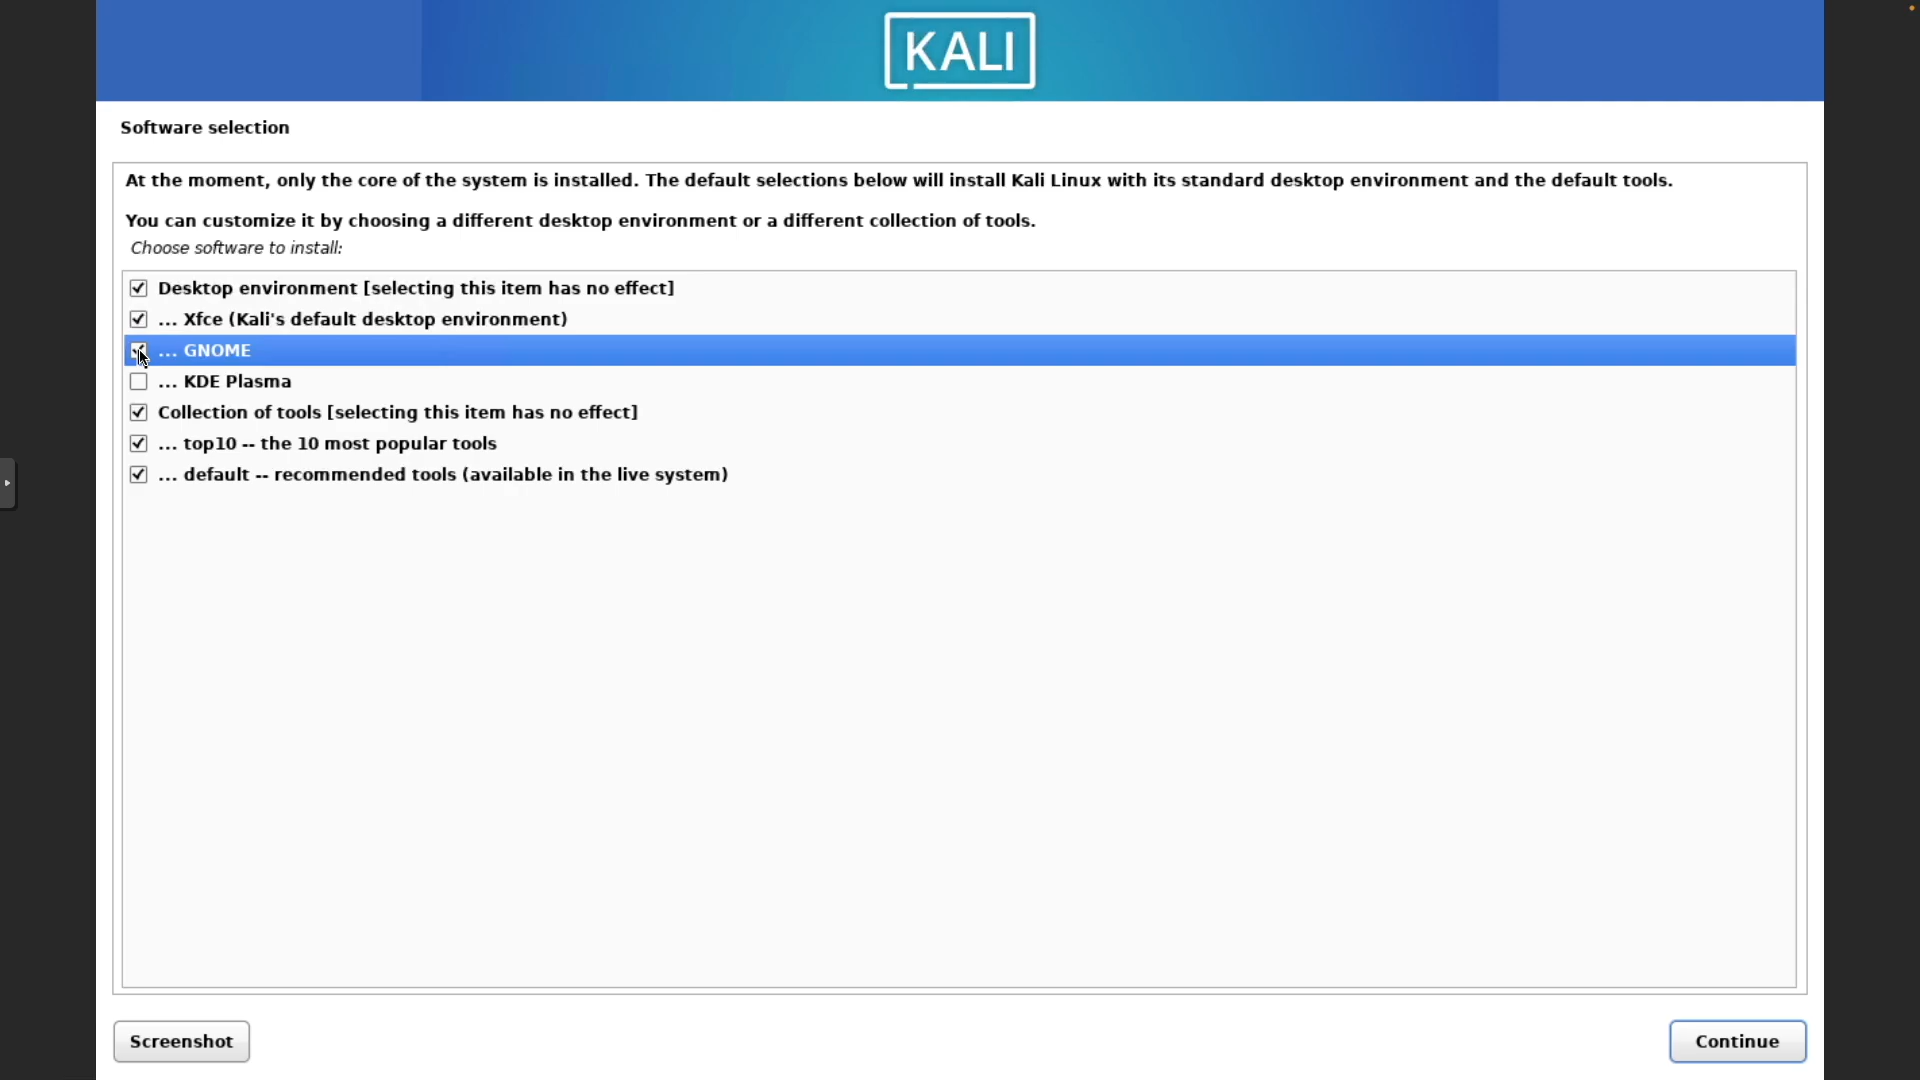 KALI
Software selection
At the moment, only the core of the system is installed. The default selections below will install Kali Linux with its standard desktop environment and the default tools.
You can customize it by choosing a different desktop environment or a different collection of tools.
Choose software to install:
Desktop environment [selecting this item has no effect]
... Xfce (Kali's default desktop environment)
... GNOME
... KDE Plasma
Collection of tools [selecting this item has no effect]
... top10 -- the 10 most popular tools
... default -- recommended tools (available in the live system)
Screenshot
Continue